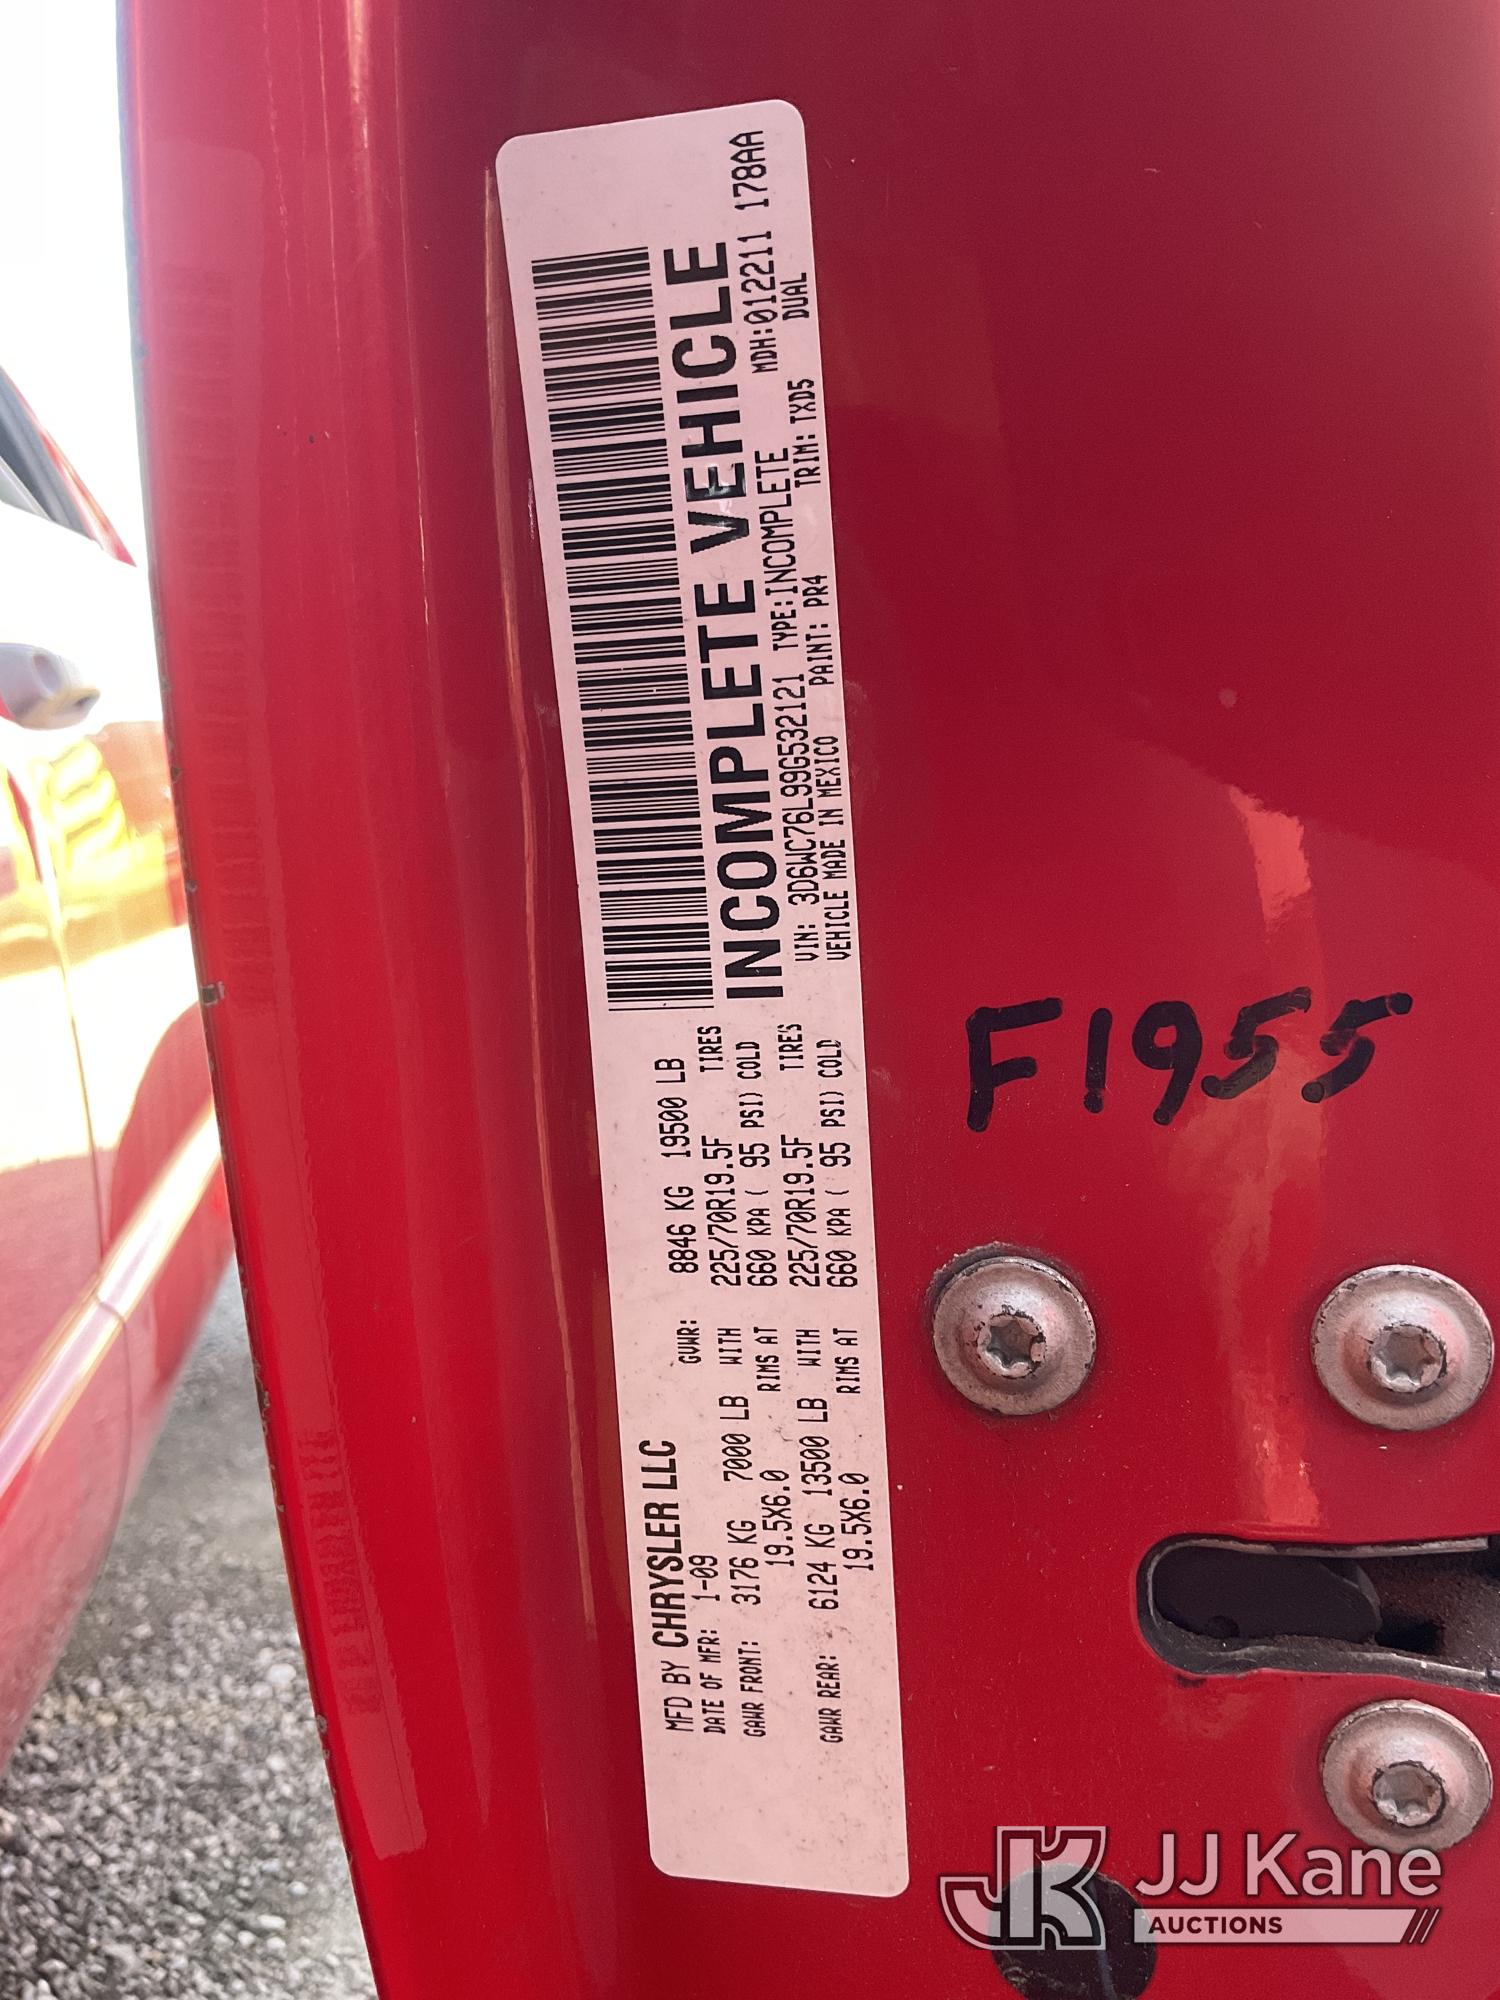 MFD BY CHRYSLER LLC
DATE OF MFR: 1-09 GVWR: 8846 KG 19500 LB
GAWR FRONT: 3176 KG 7000 LB WITH 225/70R19.5F TIRES
19.5X6.0 RIMS AT 660 KPA ( 95 PSI) COLD
GAWR REAR: 6124 KG 13500 LB WITH 225/70R19.5F TIRES
19.5X6.0 RIMS AT 660 KPA ( 95 PSI) COLD
INCOMPLETE VEHICLE
MDH:012211 178AA
VIN: 3D6WC76L99G532121 TYPE:INCOMPLETE DUAL
VEHICLE MADE IN MEXICO PAINT: PR4 TRIM: TXD5
F1955
JK JJ Kane
AUCTIONS